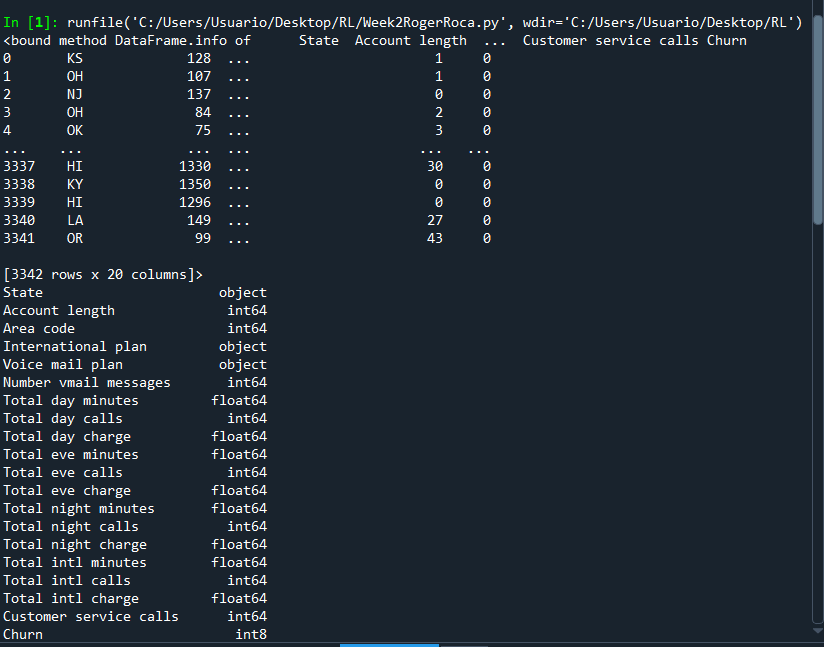 In [1]: runfile('C:/Users/Usuario/Desktop/RL/Week2RogerRoca.py', wdir='C:/Users/Usuario/Desktop/RL')
<bound method DataFrame.info of      State  Account length  ...  Customer service calls Churn
0       KS             128  ...                       1     0
1       OH             107  ...                       1     0
2       NJ             137  ...                       0     0
3       OH              84  ...                       2     0
4       OK              75  ...                       3     0
...    ...             ...  ...                     ...   ...
3337    HI            1330  ...                      30     0
3338    KY            1350  ...                       0     0
3339    HI            1296  ...                       0     0
3340    LA             149  ...                      27     0
3341    OR              99  ...                      43     0
[3342 rows x 20 columns]>
State                      object
Account length              int64
Area code                   int64
International plan         object
Voice mail plan            object
Number vmail messages       int64
Total day minutes         float64
Total day calls             int64
Total day charge          float64
Total eve minutes         float64
Total eve calls             int64
Total eve charge          float64
Total night minutes       float64
Total night calls           int64
Total night charge        float64
Total intl minutes        float64
Total intl calls            int64
Total intl charge         float64
Customer service calls      int64
Churn                        int8